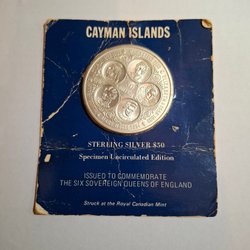 CAYMAN ISLANDS
STERLING SILVER $50
Specimen Uncirculated Edition
ISSUED TO COMMEMORATE
THE SIX SOVEREIGN QUEENS OF ENGLAND
Struck at the Royal Canadian Mint